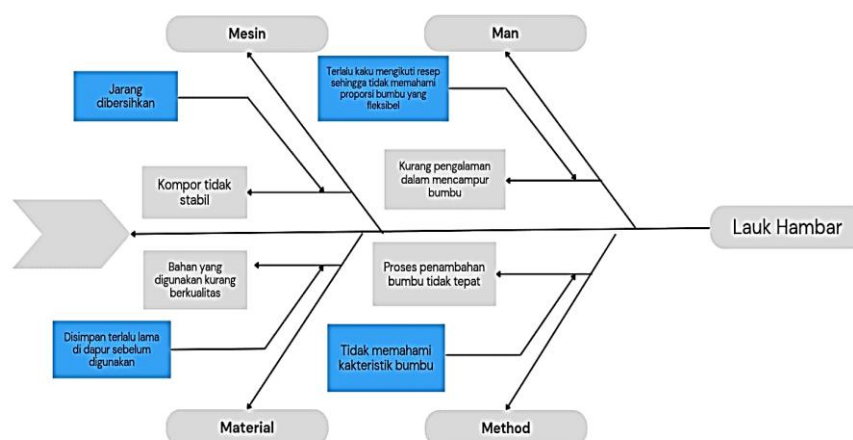 Mesin
Man
Jarang
dibersihkan
Terlalu kaku mengikuti resep
sehingga tidak memahami
proporsi bumbu yang
fleksibel
Kompor tidak
stabil
Kurang pengalaman
dalam mencampur
bumbu
Lauk Hambar
Bahan yang
digunakan kurang
berkualitas
Proses penambahan
bumbu tidak tepat
Disimpan terlalu lama
di dapur sebelum
digunakan
Tidak memahami
kakteristik bumbu
Material
Method